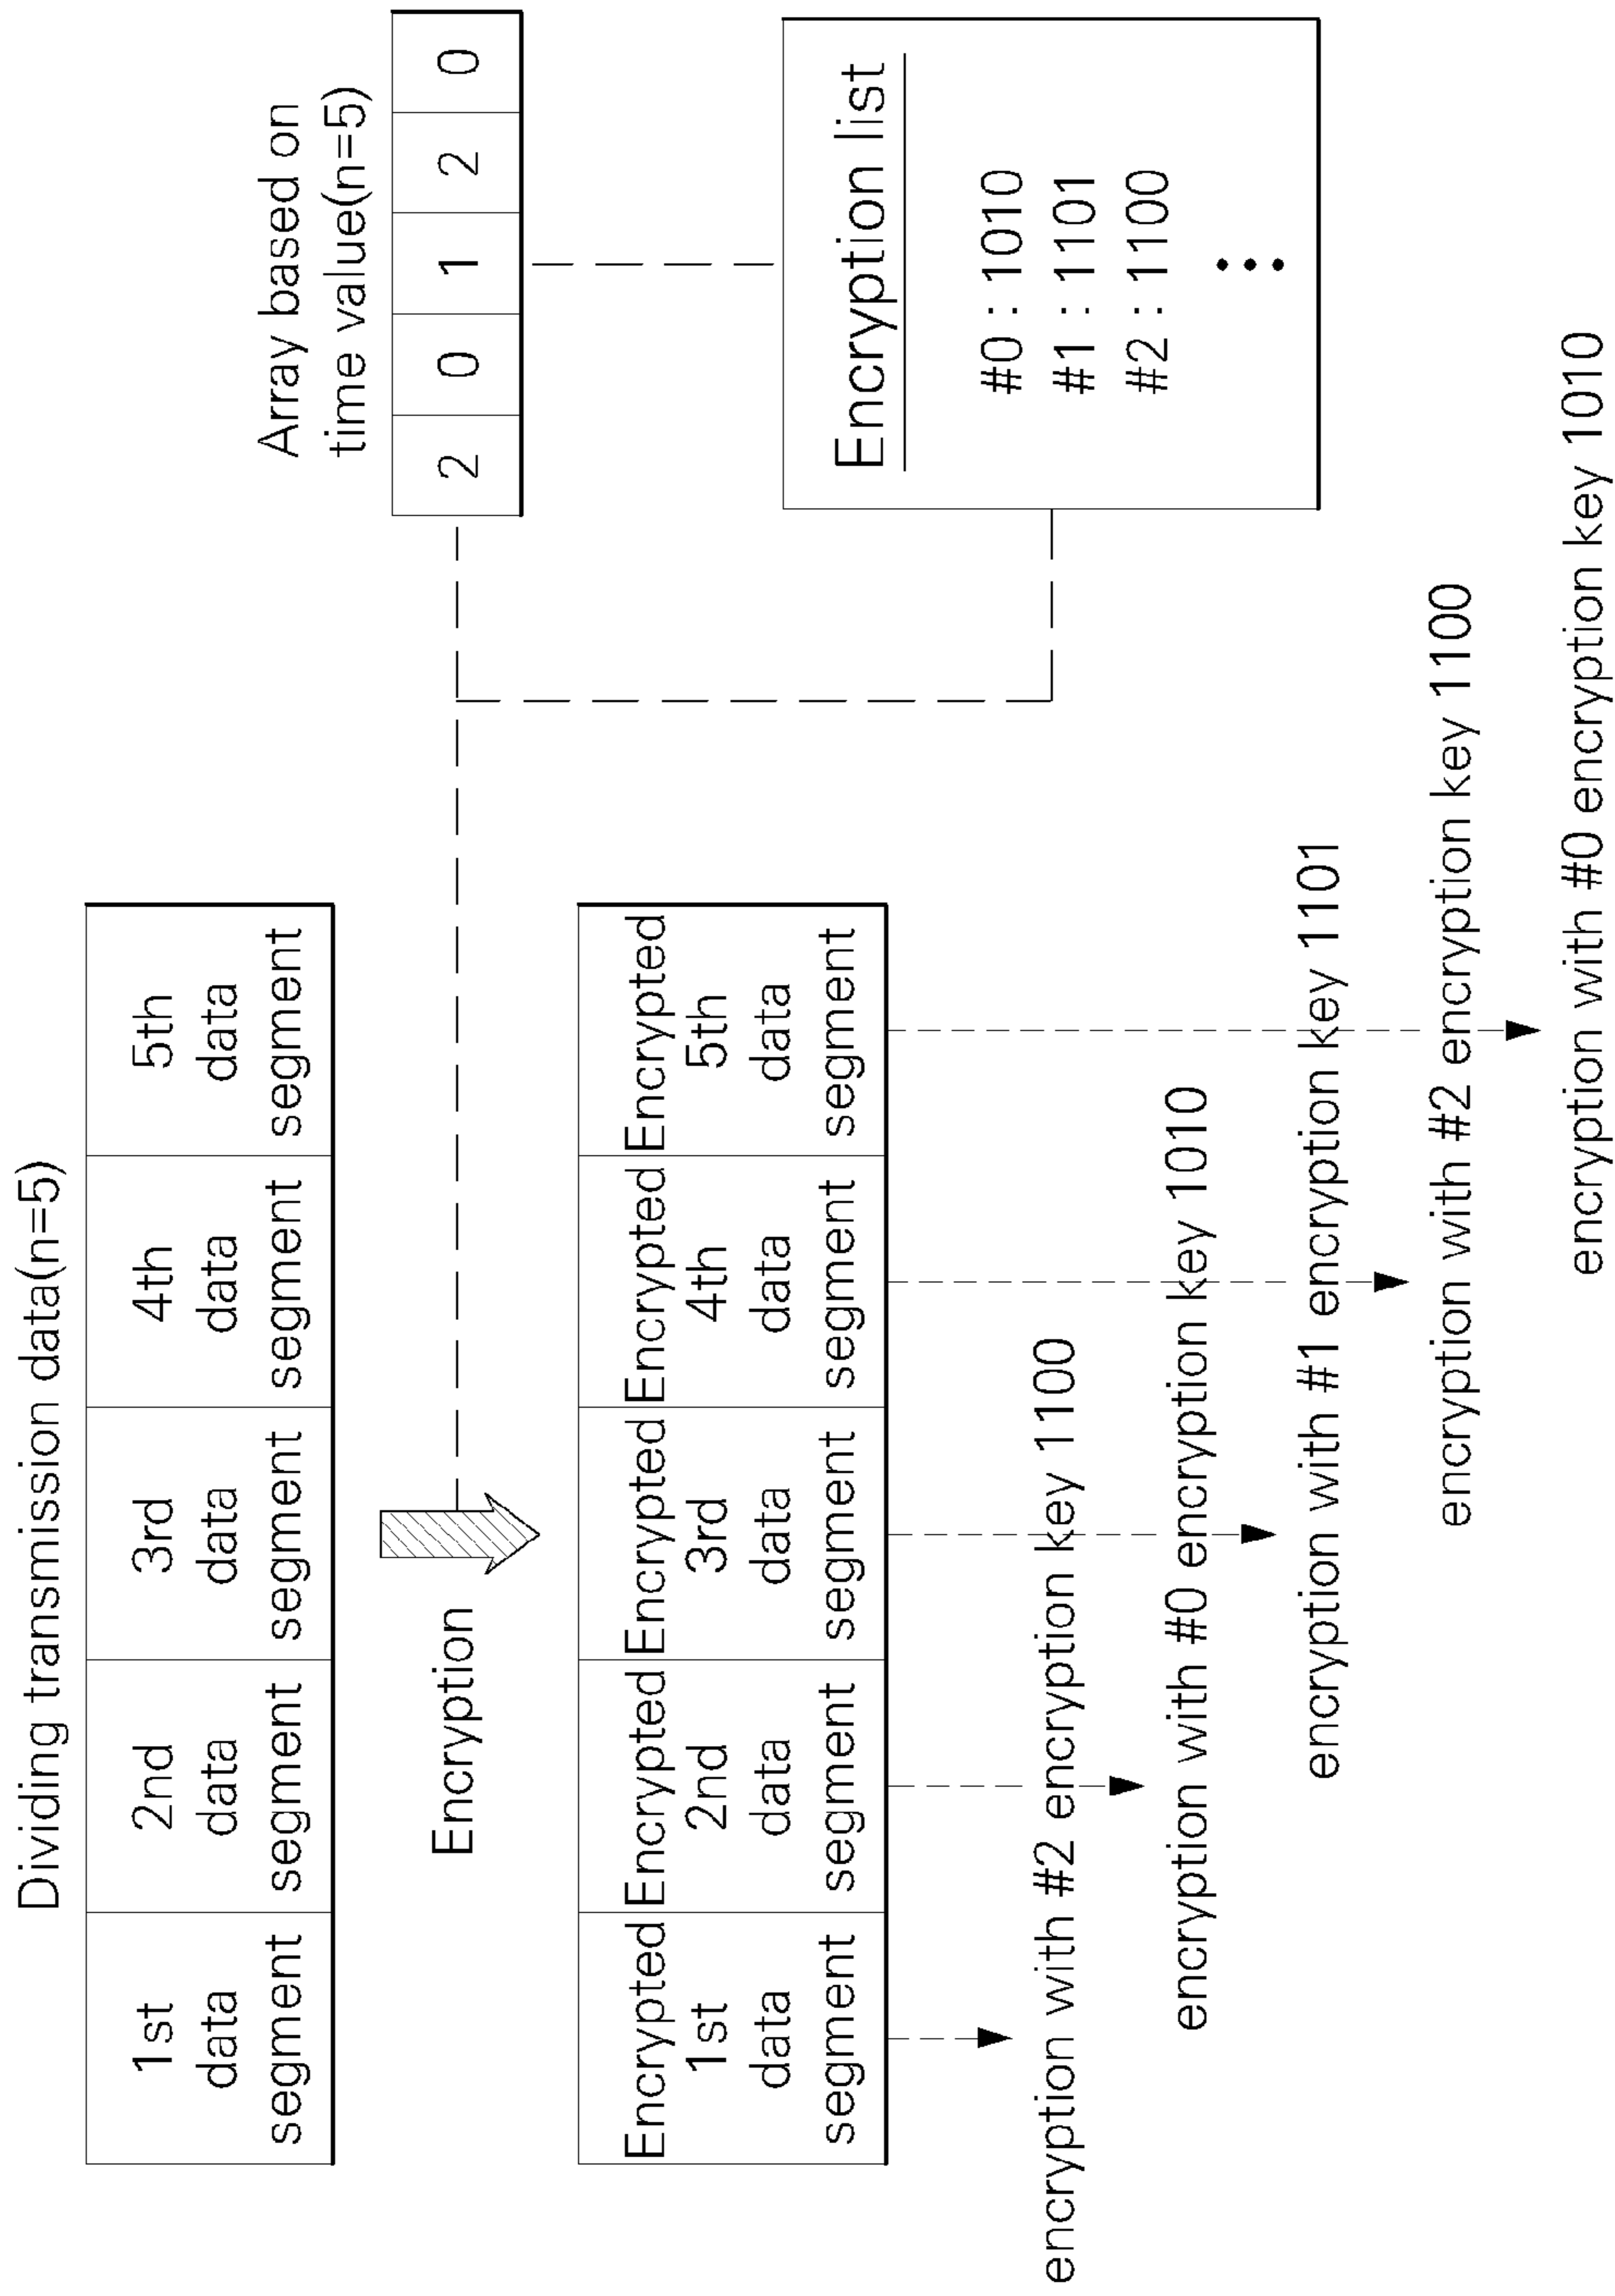 Dividing transmission data(n=5)
1st
data
segment
2nd
data
segment
3rd
data
segment
4th
data
segment
5th
data
segment
Array based on
time value(n=5)
2 0 1 2 0
Encryption
Encrypted
1st
data
segment
Encrypted
2nd
data
segment
Encrypted
3rd
data
segment
Encrypted
4th
data
segment
Encrypted
5th
data
segment
Encryption list
#0 : 1010
#1 : 1101
#2 : 1100
encryption with #2 encryption key 1100
encryption with #0 encryption key 1010
encryption with #1 encryption key 1101
encryption with #2 encryption key 1100
encryption with #0 encryption key 1010